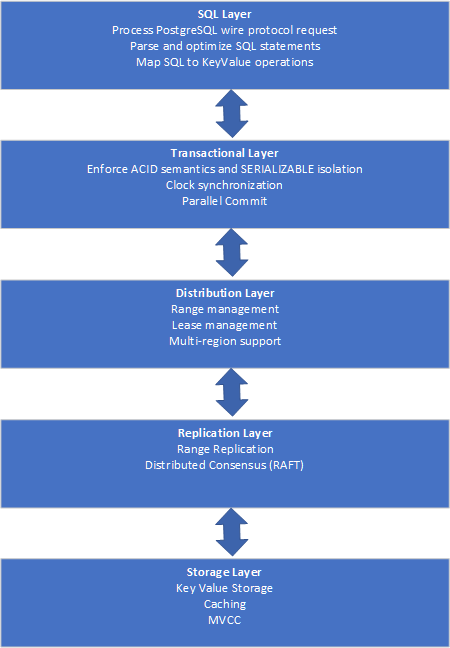 SQL Layer
Process PostgreSQL wire protocol request
Parse and optimize SQL statements
Map SQL to KeyValue operations
Transactional Layer
Enforce ACID semantics and SERIALIZABLE isolation
Clock synchronization
Parallel Commit
Distribution Layer
Range management
Lease management
Multi-region support
Replication Layer
Range Replication
Distributed Consensus (RAFT)
Storage Layer
Key Value Storage
Caching
MVCC